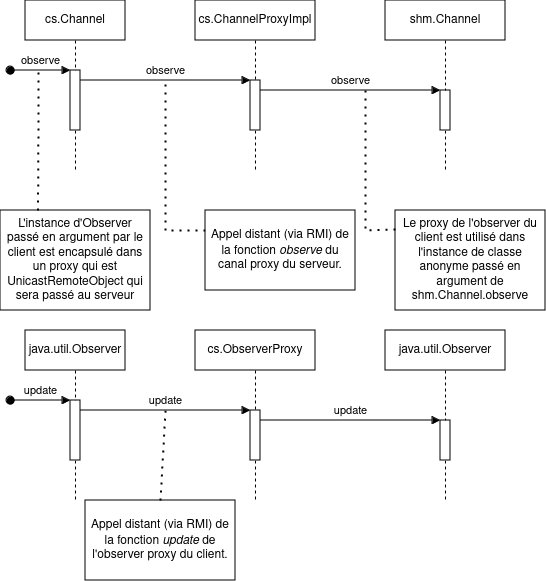 cs.Channel
cs.ChannelProxyImpl
shm.Channel
observe
observe
observe
L'instance d'Observer
passé en argument par le
client est encapsulé dans
un proxy qui est
UnicastRemoteObject qui
sera passé au serveur
Appel distant (via RMI) de
la fonction observe du
canal proxy du serveur.
Le proxy de l'observer du
client est utilisé dans
l'instance de classe
anonyme passé en
argument de
shm.Channel.observe
java.util.Observer
cs.ObserverProxy
java.util.Observer
update
update
update
Appel distant (via RMI) de
la fonction update de
l'observer proxy du client.